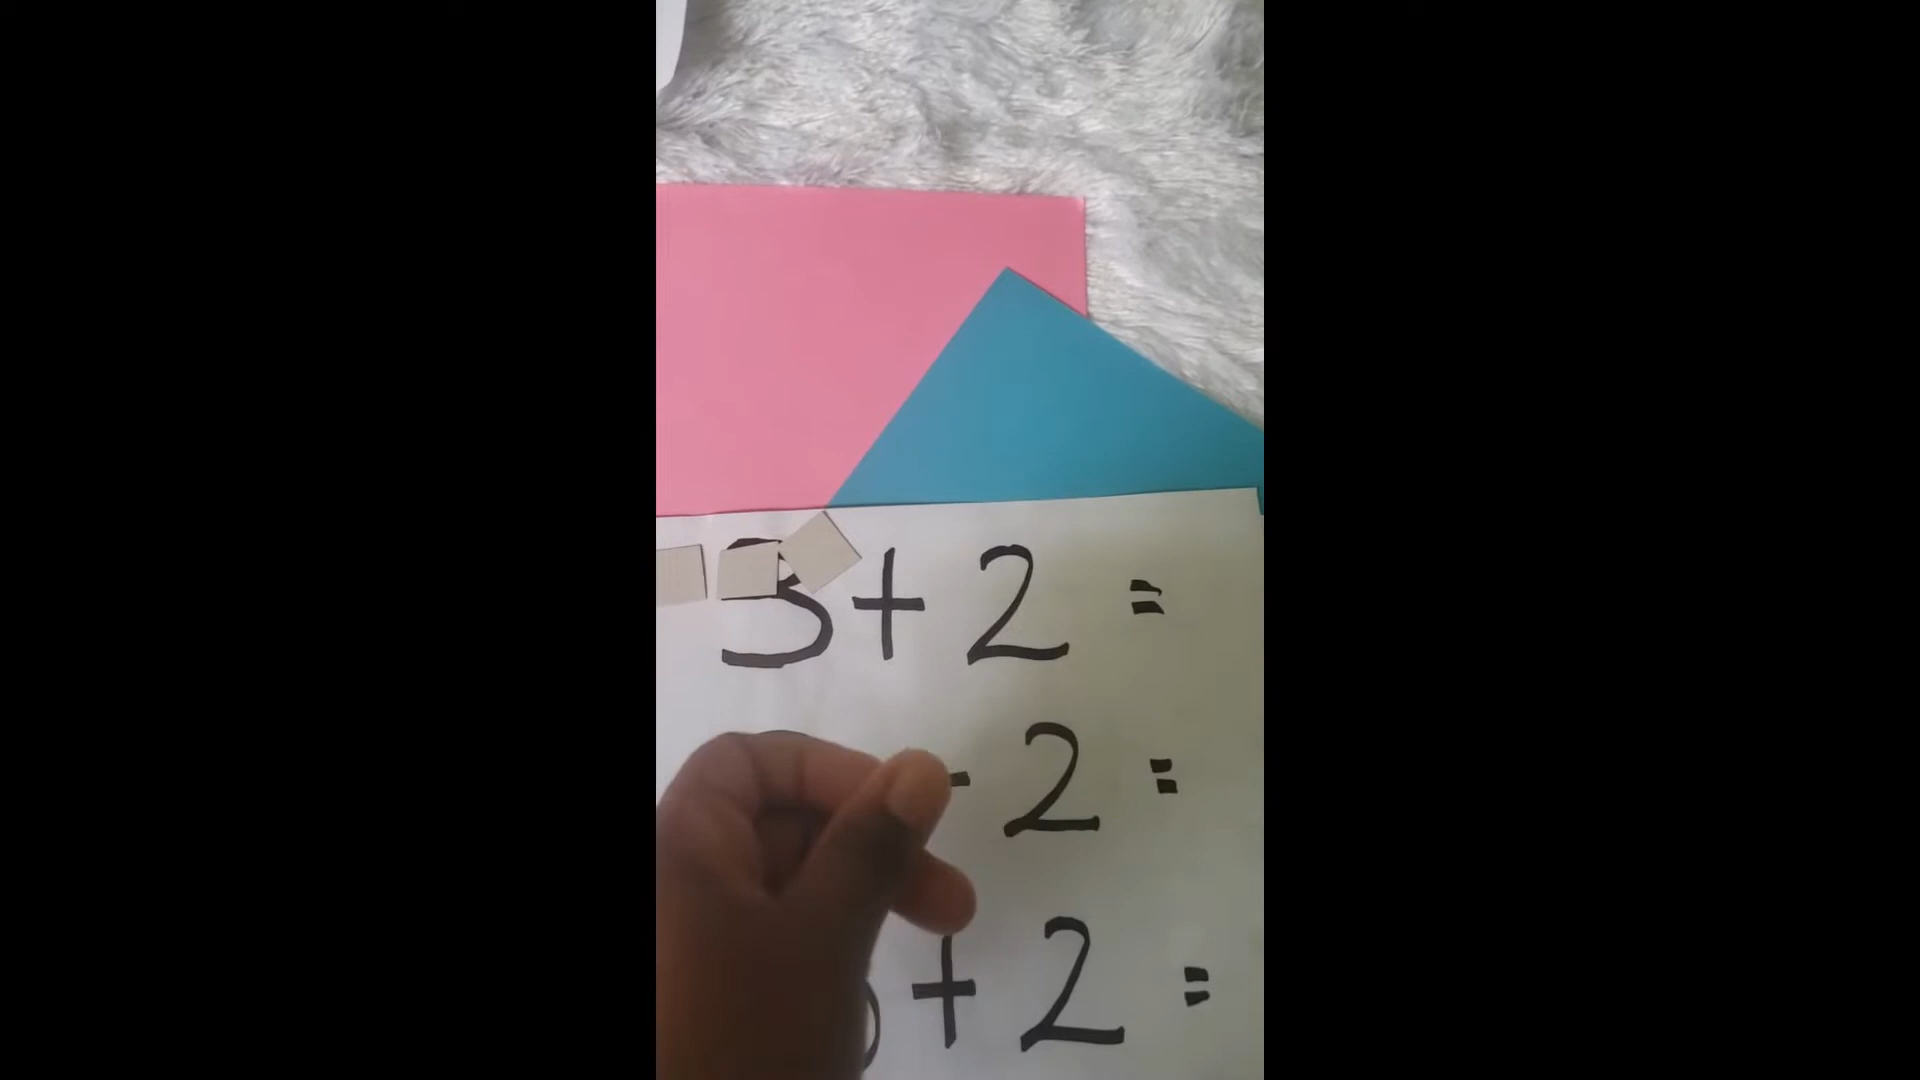 3 + 2 =
- 2 =
+ 2 =